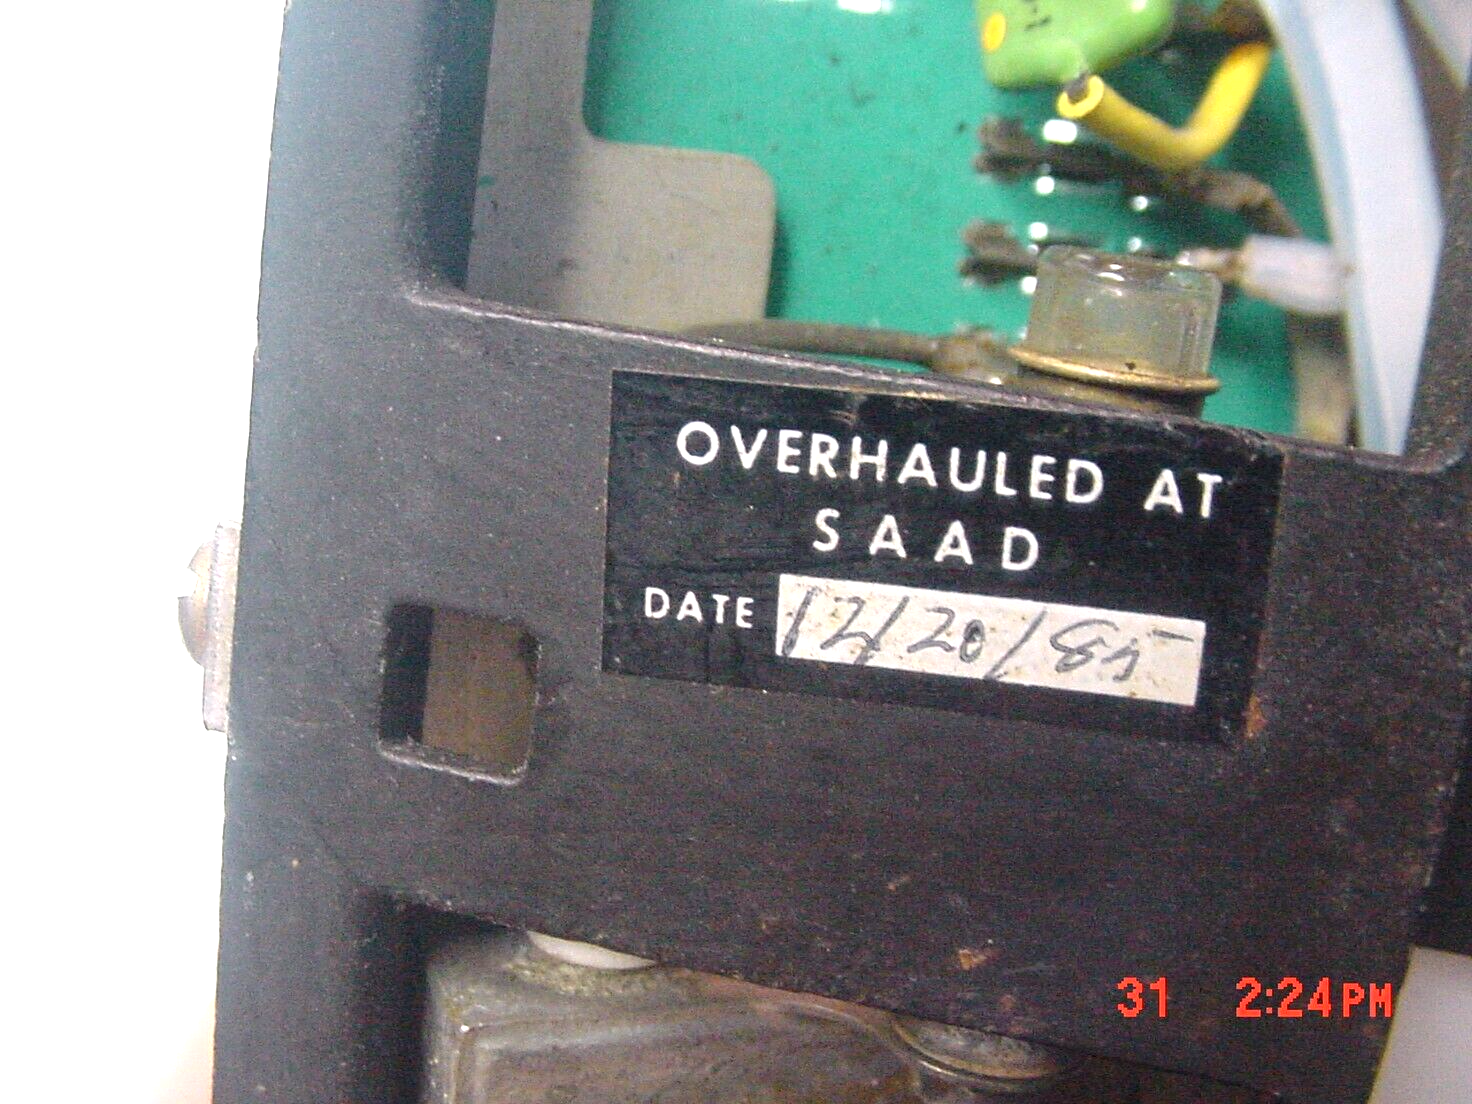 OVERHAULED AT
SAAD
DATE 12/20/85
31 2:24PM